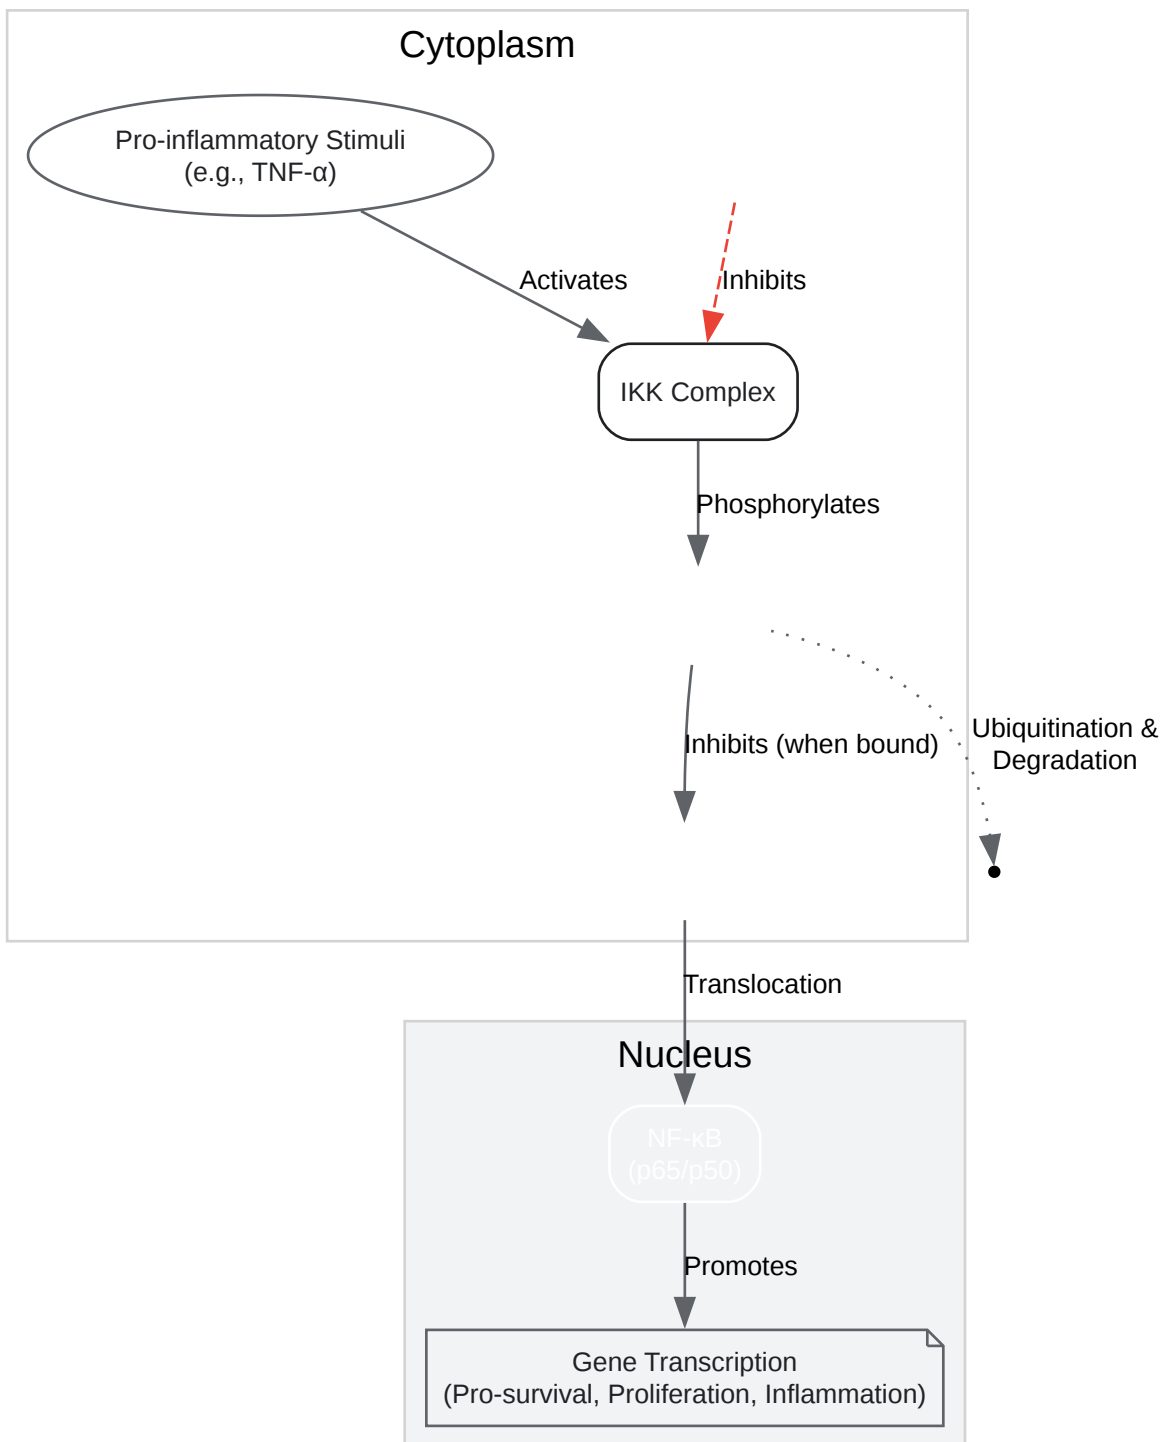 Cytoplasm
Pro-inflammatory Stimuli
(e.g., TNF-α)
Activates
Inhibits
IKK Complex
Phosphorylates
Inhibits (when bound)
Ubiquitination &
Degradation
Translocation
Nucleus
NF-κB
(p65/p50)
Promotes
Gene Transcription
(Pro-survival, Proliferation, Inflammation)